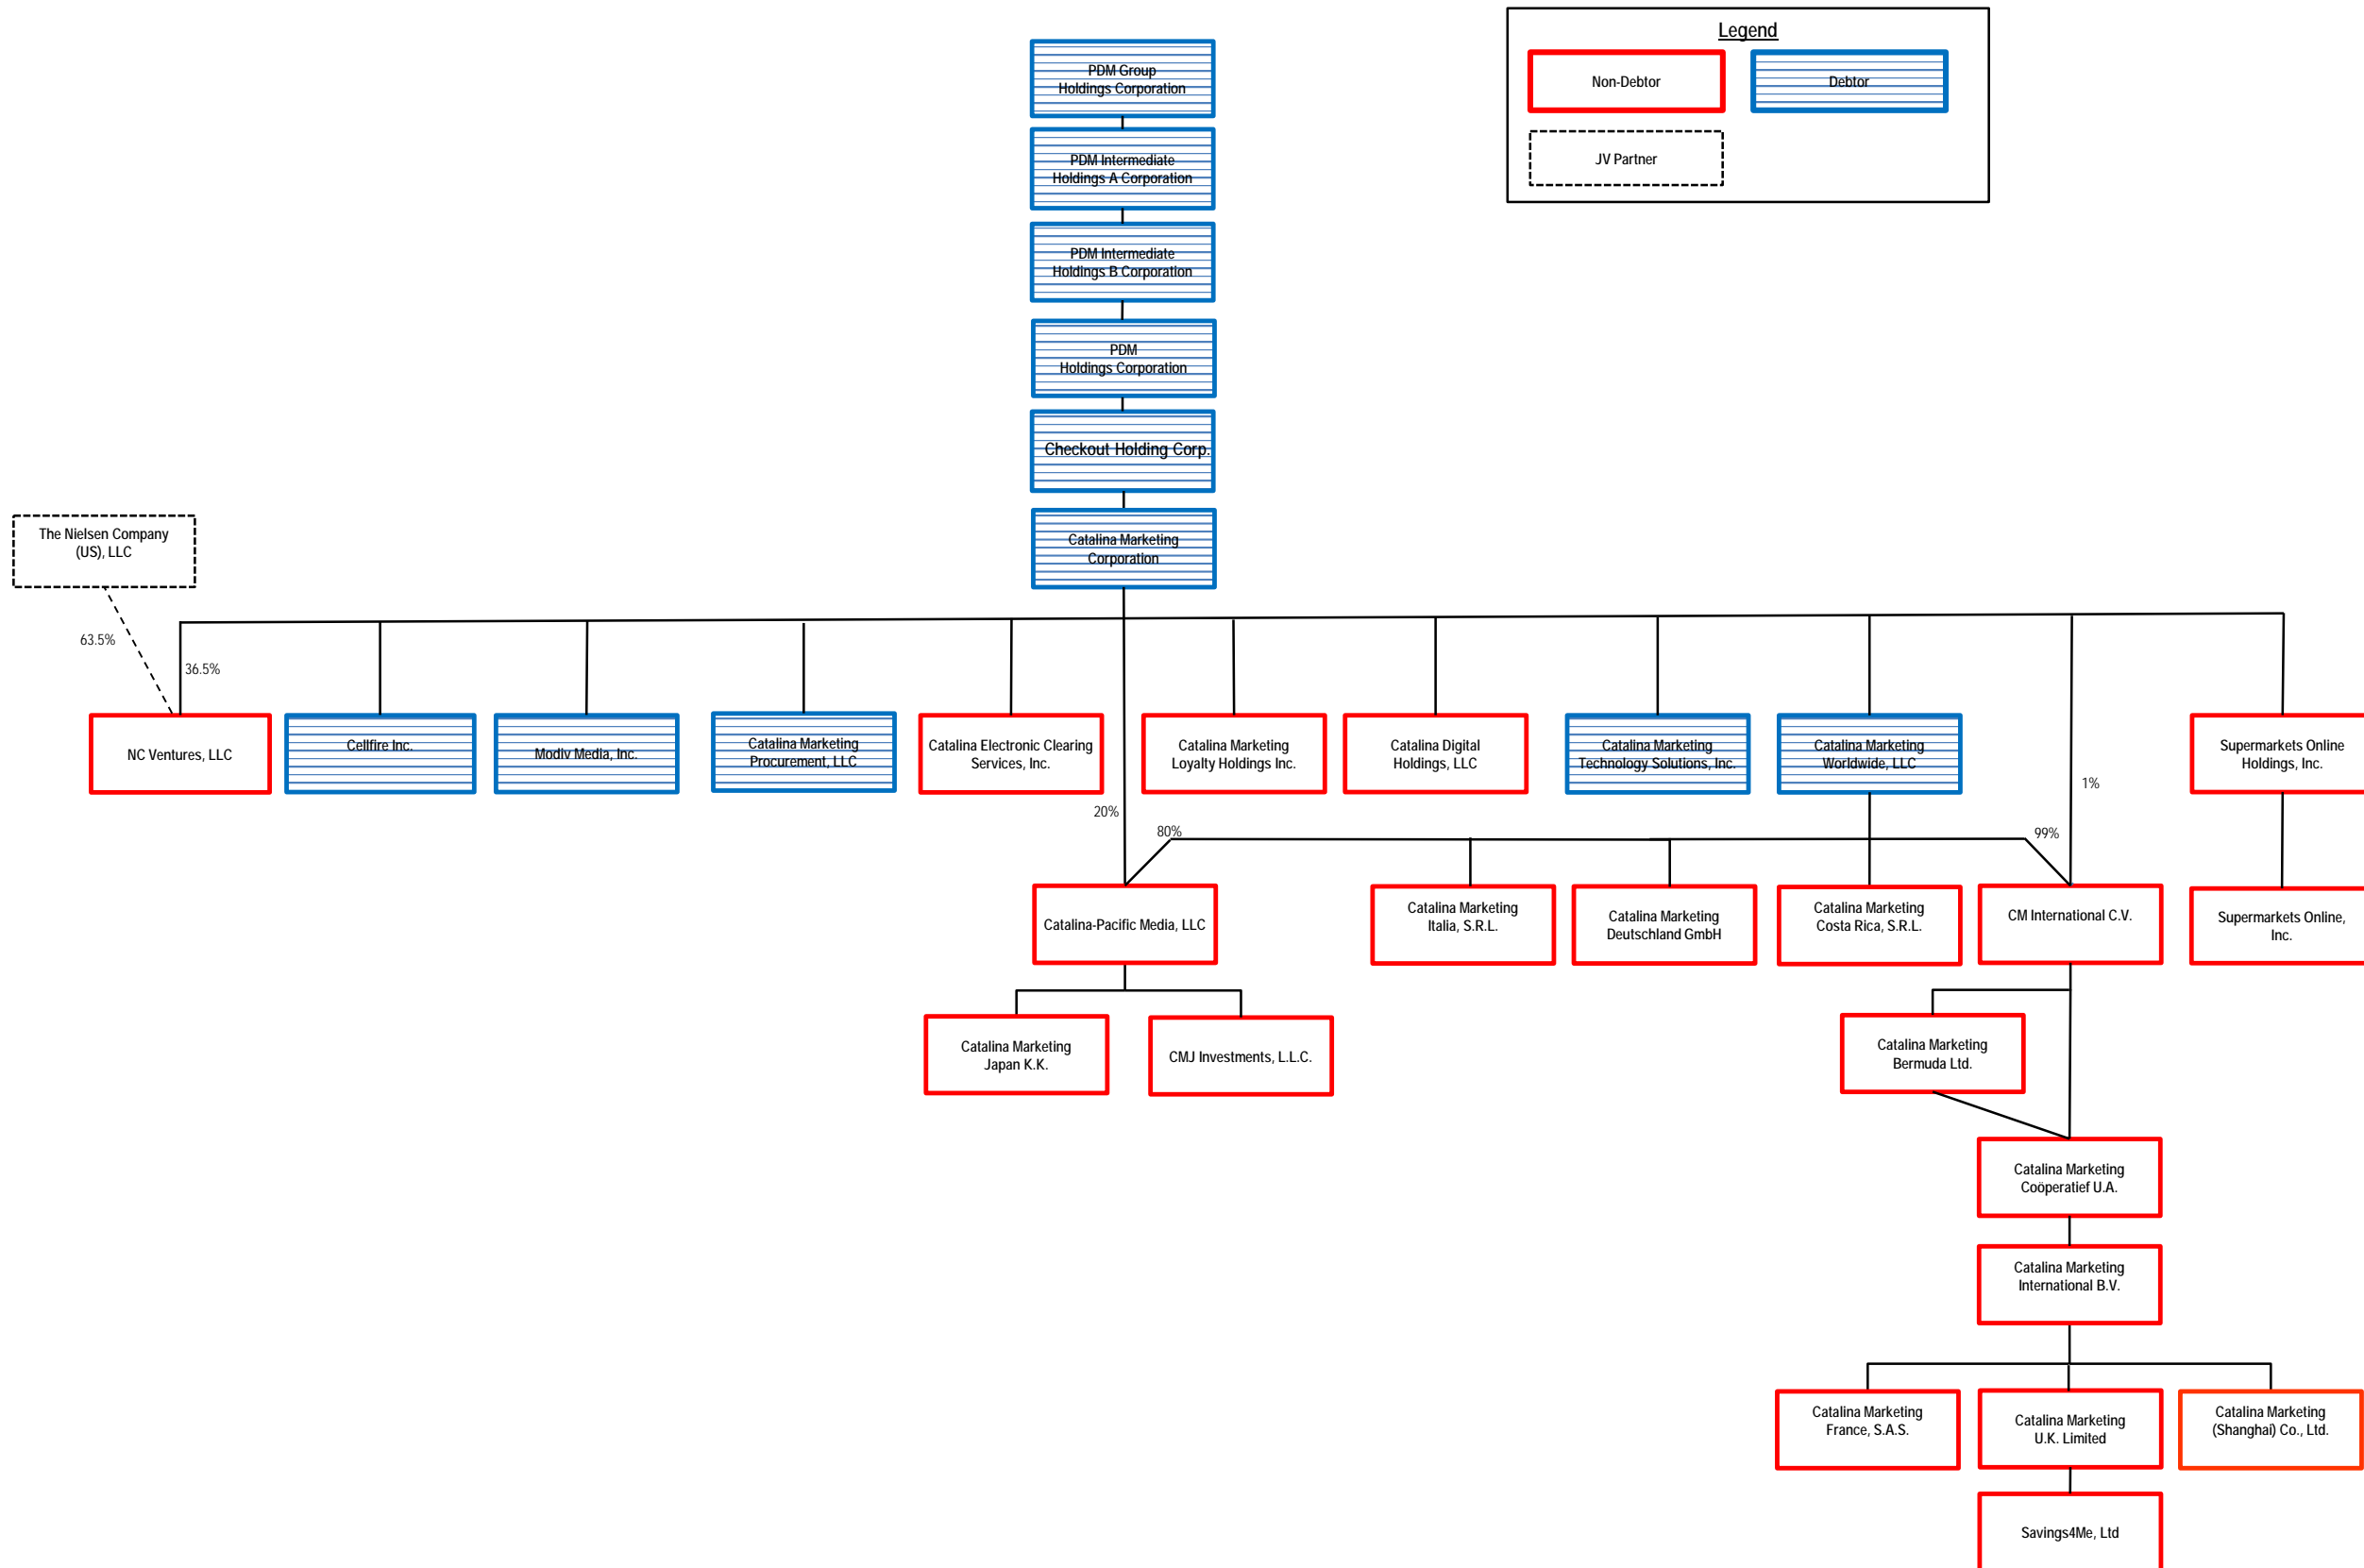 Legend
Non-Debtor
Debtor
JV Partner
PDM Group
Holdings Corporation
PDM Intermediate
Holdings A Corporation
PDM Intermediate
Holdings B Corporation
PDM
Holdings Corporation
Checkout Holding Corp.
Catalina Marketing
Corporation
The Nielsen Company
(US), LLC
63.5%
36.5%
NC Ventures, LLC
Cellfire Inc.
Modiv Media, Inc.
Catalina Marketing
Procurement, LLC
Catalina Electronic Clearing
Services, Inc.
Catalina Marketing
Loyalty Holdings Inc.
Catalina Digital
Holdings, LLC
Catalina Marketing
Technology Solutions, Inc.
Catalina Marketing
Worldwide, LLC
Supermarkets Online
Holdings, Inc.
20%
80%
99%
1%
Catalina-Pacific Media, LLC
Catalina Marketing
Italia, S.R.L.
Catalina Marketing
Deutschland GmbH
Catalina Marketing
Costa Rica, S.R.L.
CM International C.V.
Supermarkets Online,
Inc.
Catalina Marketing
Japan K.K.
CMJ Investments, L.L.C.
Catalina Marketing
Bermuda Ltd.
Catalina Marketing
Coöperatief U.A.
Catalina Marketing
International B.V.
Catalina Marketing
France, S.A.S.
Catalina Marketing
U.K. Limited
Catalina Marketing
(Shanghai) Co., Ltd.
Savings4Me, Ltd